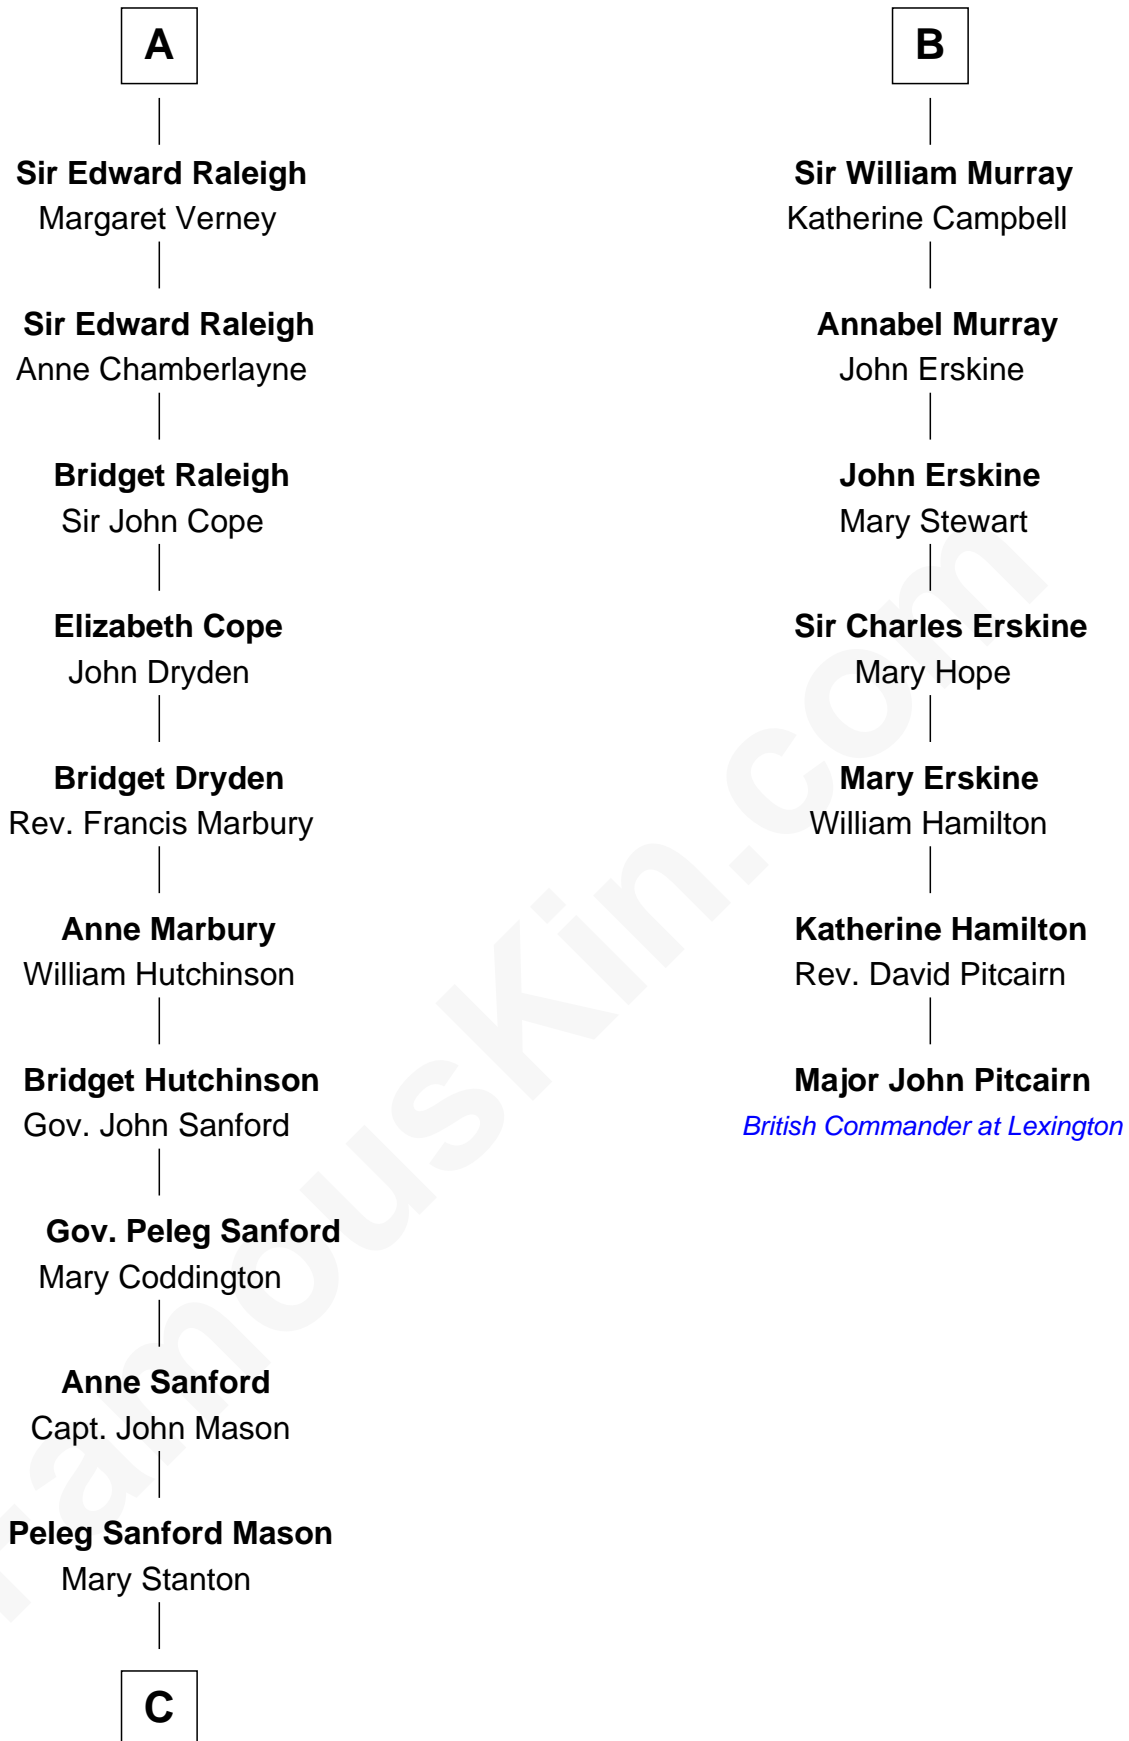 A
Sir Edward Raleigh
Margaret Verney
Sir Edward Raleigh
Anne Chamberlayne
Bridget Raleigh
Sir John Cope
Elizabeth Cope
John Dryden
Bridget Dryden
Rev. Francis Marbury
Anne Marbury
William Hutchinson
Bridget Hutchinson
Gov. John Sanford
Gov. Peleg Sanford
Mary Coddington
Anne Sanford
Capt. John Mason
Peleg Sanford Mason
Mary Stanton
C
B
Sir William Murray
Katherine Campbell
Annabel Murray
John Erskine
John Erskine
Mary Stewart
Sir Charles Erskine
Mary Hope
Mary Erskine
William Hamilton
Katherine Hamilton
Rev. David Pitcairn
Major John Pitcairn
British Commander at Lexington
FamousKin.com